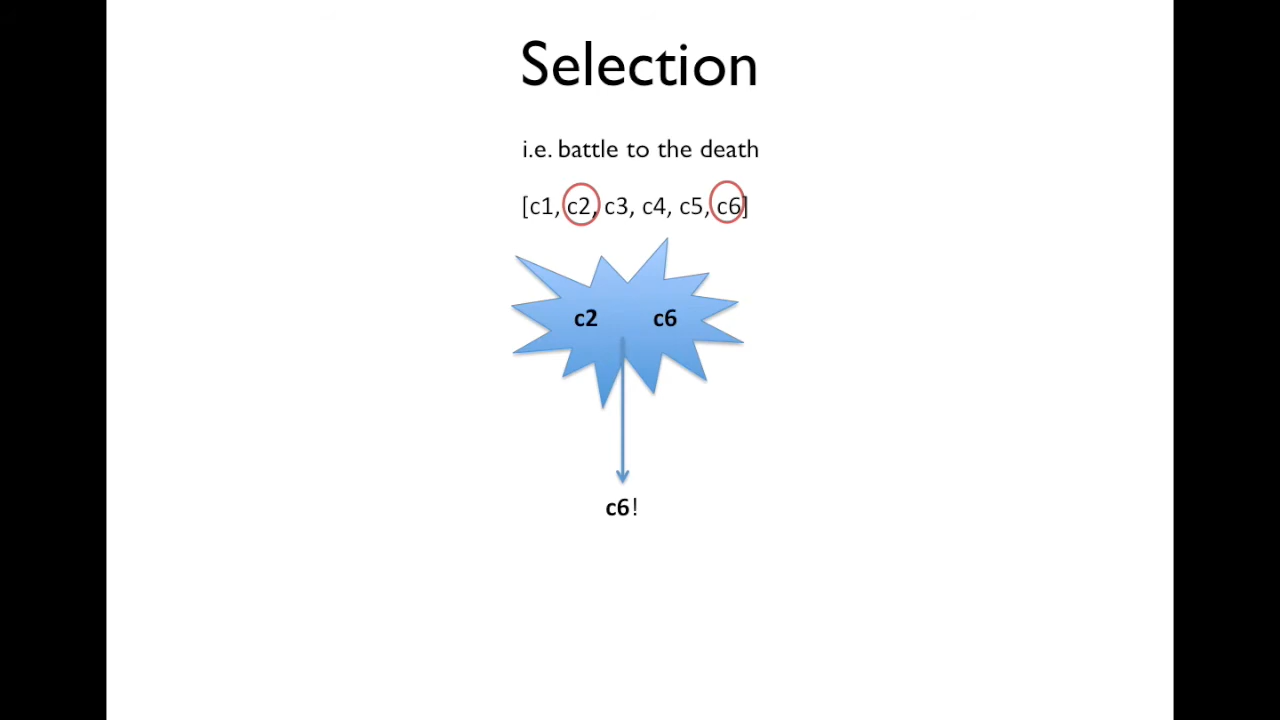 Selection
i.e. battle to the death
[c1, c2, c3, c4, c5, c6]
c2 c6
c6!